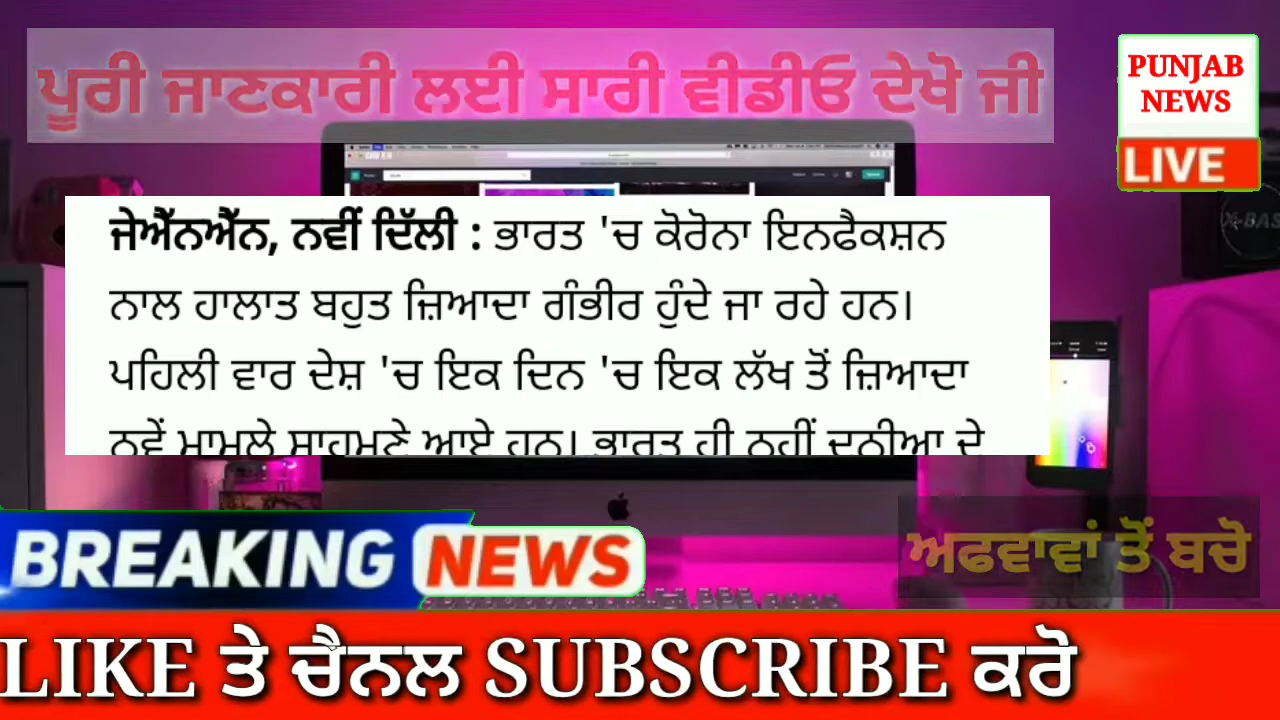 ਪੂਰੀ ਜਾਣਕਾਰੀ ਲਈ ਸਾਰੀ ਵੀਡੀਓ ਦੇਖੋ ਜੀ
PUNJAB
NEWS
LIVE
ਜੇਐੱਨਐੱਨ, ਨਵੀਂ ਦਿੱਲੀ : ਭਾਰਤ 'ਚ ਕੋਰੋਨਾ ਇਨਫੈਕਸ਼ਨ
ਨਾਲ ਹਾਲਾਤ ਬਹੁਤ ਜ਼ਿਆਦਾ ਗੰਭੀਰ ਹੁੰਦੇ ਜਾ ਰਹੇ ਹਨ।
ਪਹਿਲੀ ਵਾਰ ਦੇਸ਼ 'ਚ ਇਕ ਦਿਨ 'ਚ ਇਕ ਲੱਖ ਤੋਂ ਜ਼ਿਆਦਾ
ਨਵੇਂ ਮਾਮਲੇ ਸਾਹਮਣੇ ਆਏ ਹਨ। ਭਾਰਤ ਹੀ ਨਹੀਂ ਦੁਨੀਆ ਦੇ
X-BAS
ਅਫਵਾਵਾਂ ਤੋਂ ਬਚੋ
BREAKING NEWS
LIKE ਤੇ ਚੈਨਲ SUBSCRIBE ਕਰੋ